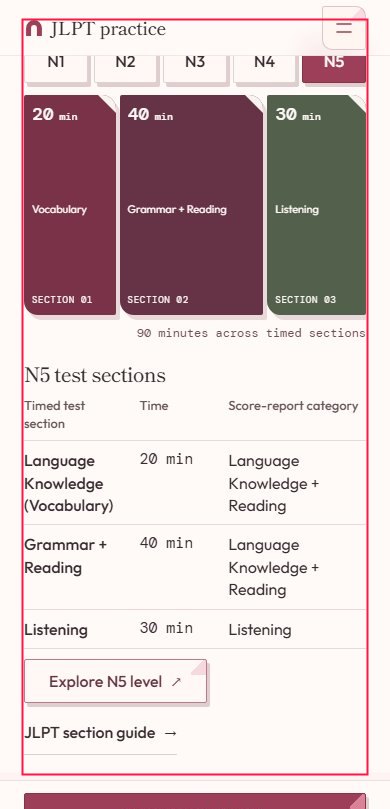 JLPT practice
N1 N2 N3 N4 N5
20 min 40 min 30 min
Vocabulary Grammar + Reading Listening
SECTION 01 SECTION 02 SECTION 03
90 minutes across timed sections
N5 test sections
Timed test section Time Score-report category
Language Knowledge (Vocabulary) 20 min Language Knowledge + Reading
Grammar + Reading 40 min Language Knowledge + Reading
Listening 30 min Listening
Explore N5 level ↗
JLPT section guide →